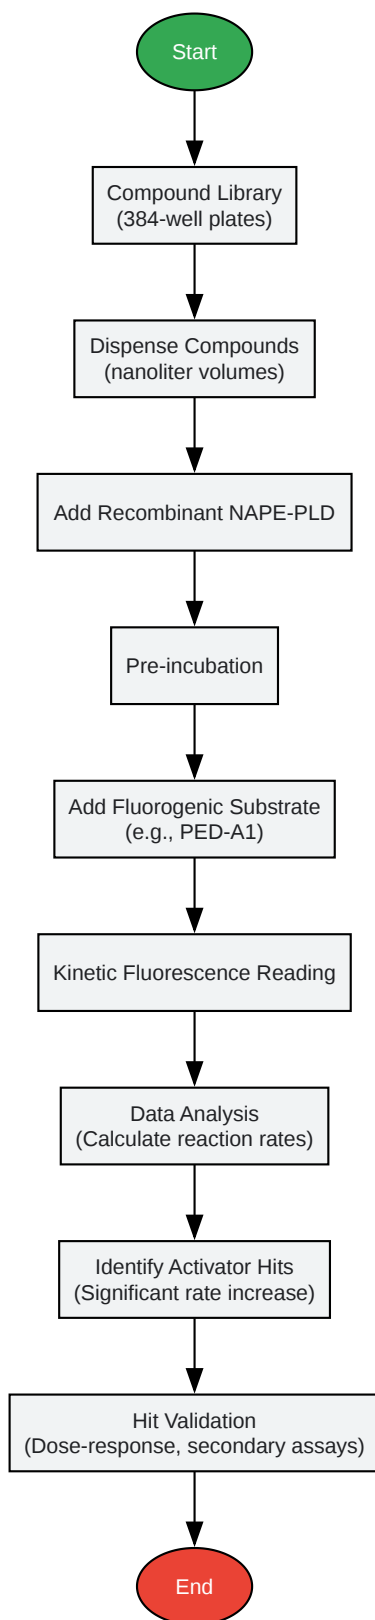 Start
Compound Library
(384-well plates)
Dispense Compounds
(nanoliter volumes)
Add Recombinant NAPE-PLD
Pre-incubation
Add Fluorogenic Substrate
(e.g., PED-A1)
Kinetic Fluorescence Reading
Data Analysis
(Calculate reaction rates)
Identify Activator Hits
(Significant rate increase)
Hit Validation
(Dose-response, secondary assays)
End